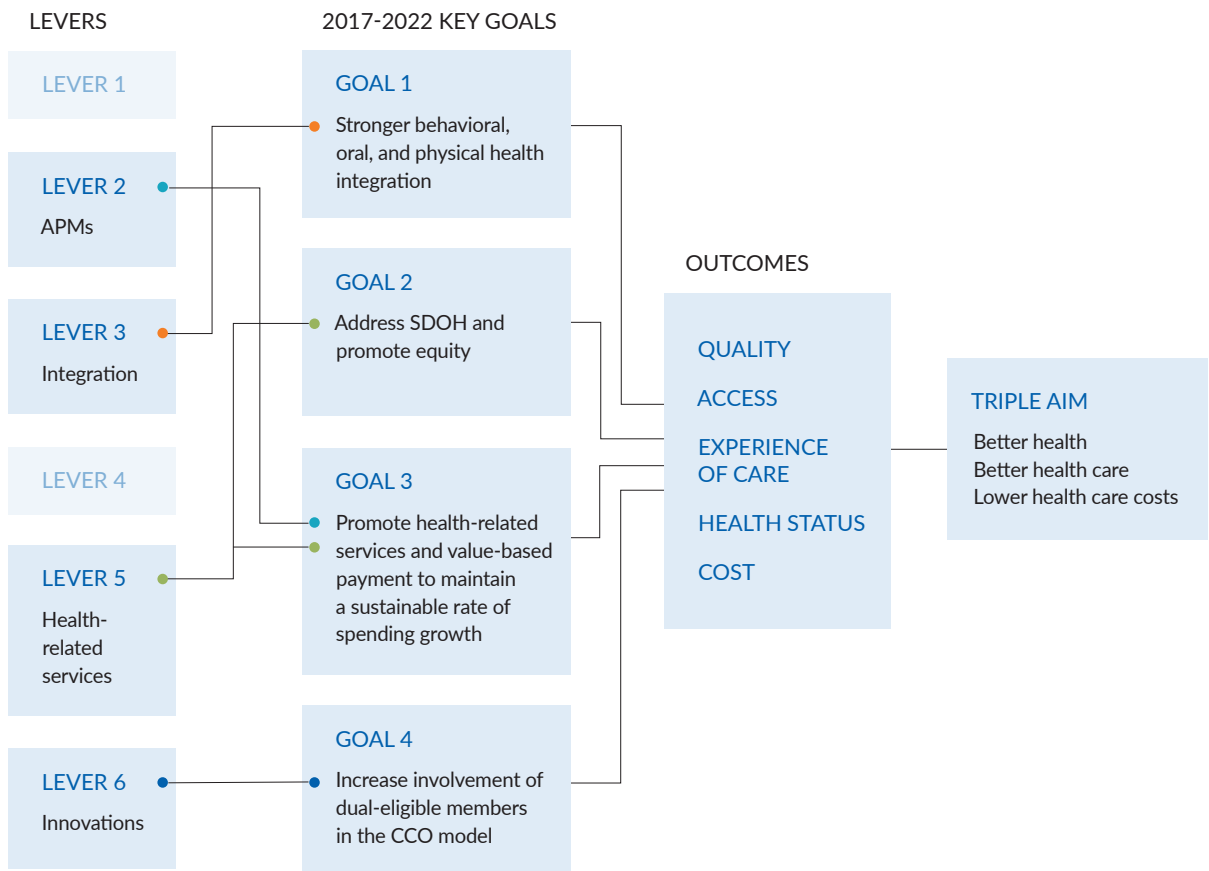 LEVERS
LEVER 1
LEVER 2
APMs
LEVER 3
Integration
LEVER 4
LEVER 5
Health-
related
services
LEVER 6
Innovations
2017-2022 KEY GOALS
GOAL 1
Stronger behavioral,
oral, and physical health
integration
GOAL 2
Address SDOH and
promote equity
GOAL 3
Promote health-related
services and value-based
payment to maintain
a sustainable rate of
spending growth
GOAL 4
Increase involvement of
dual-eligible members
in the CCO model
OUTCOMES
QUALITY
ACCESS
EXPERIENCE
OF CARE
HEALTH STATUS
COST
TRIPLE AIM
Better health
Better health care
Lower health care costs